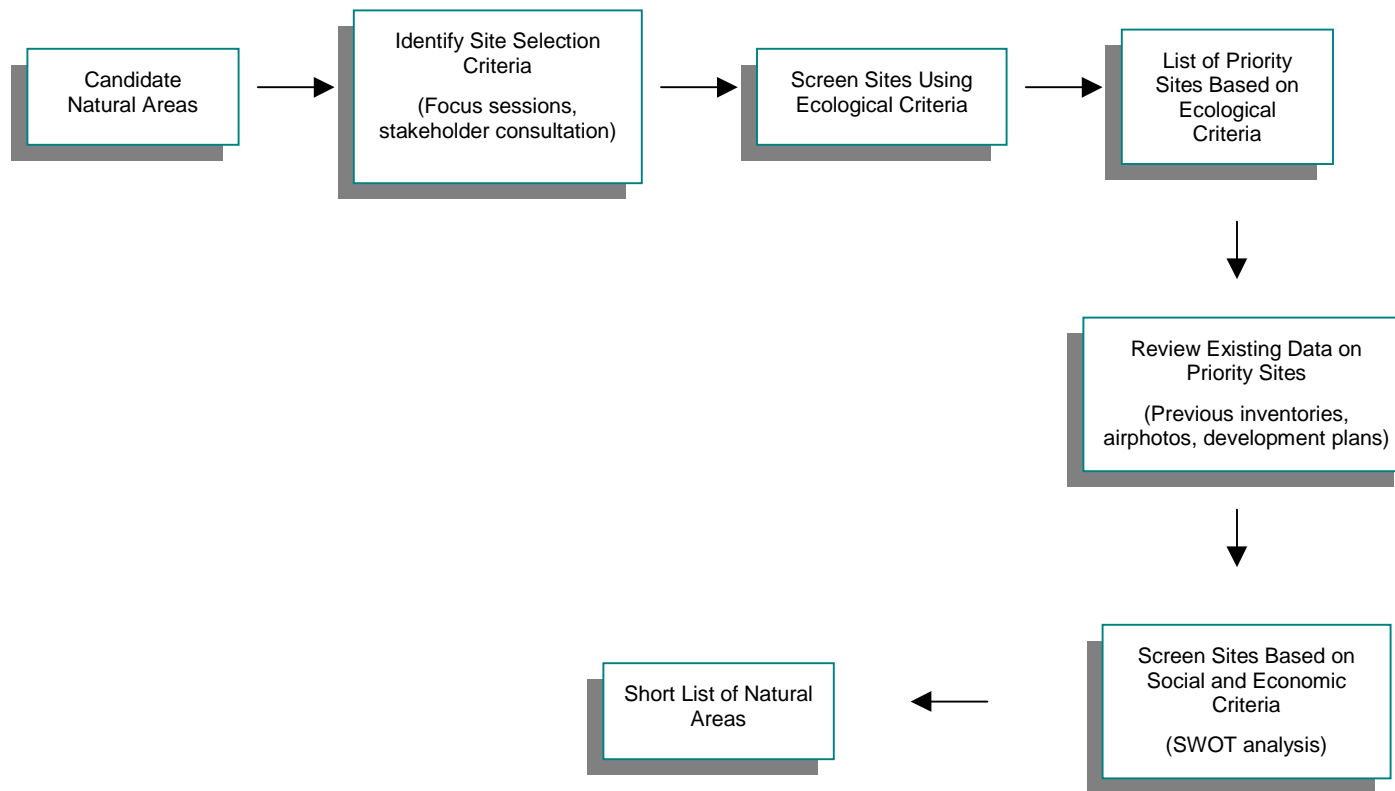 Candidate
Natural Areas
Identify Site Selection
Criteria
(Focus sessions,
stakeholder consultation)
Screen Sites Using
Ecological Criteria
List of Priority
Sites Based on
Ecological
Criteria
Review Existing Data on
Priority Sites
(Previous inventories,
airphotos, development plans)
Screen Sites Based on
Social and Economic
Criteria
(SWOT analysis)
Short List of Natural
Areas